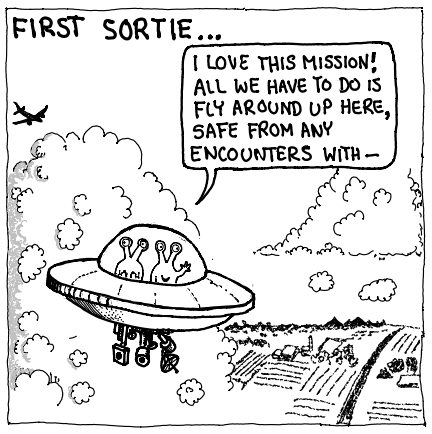 FIRST SORTIE...
I LOVE THIS MISSION!
ALL WE HAVE TO DO IS
FLY AROUND UP HERE,
SAFE FROM ANY
ENCOUNTERS WITH—